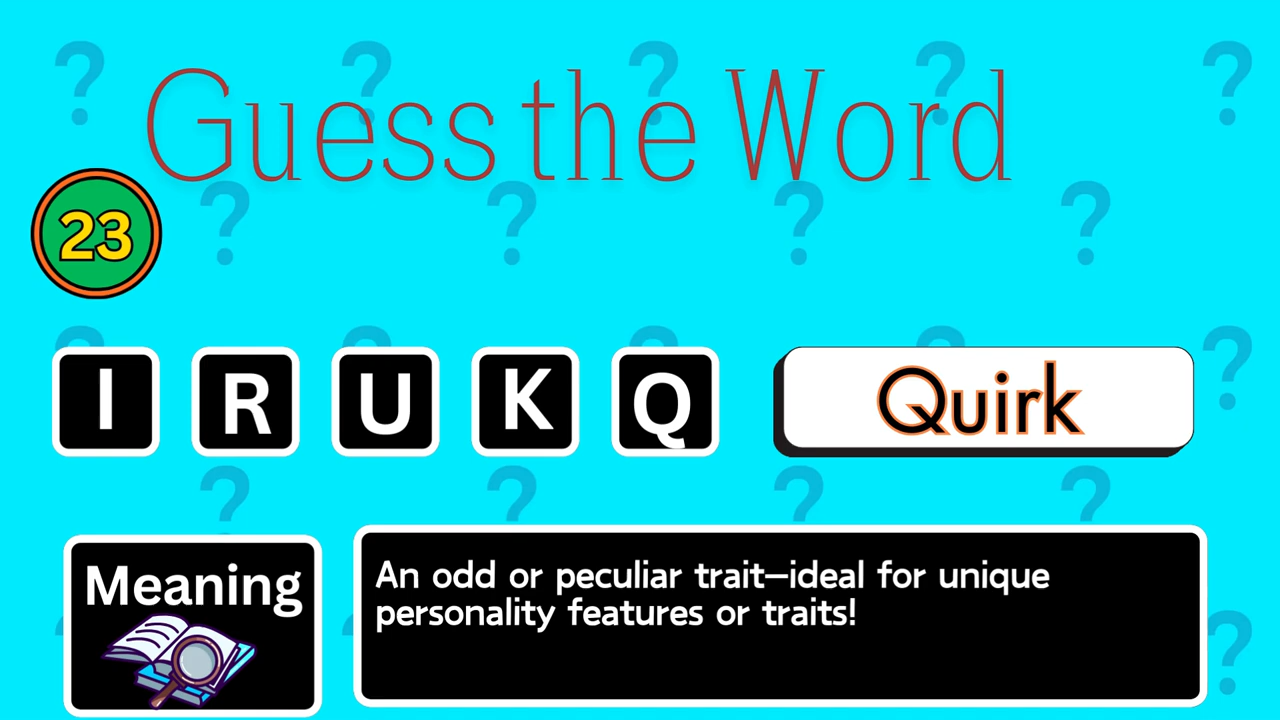 Guess the Word
23
I R U K Q
Quirk
Meaning
An odd or peculiar trait—ideal for unique
personality features or traits!